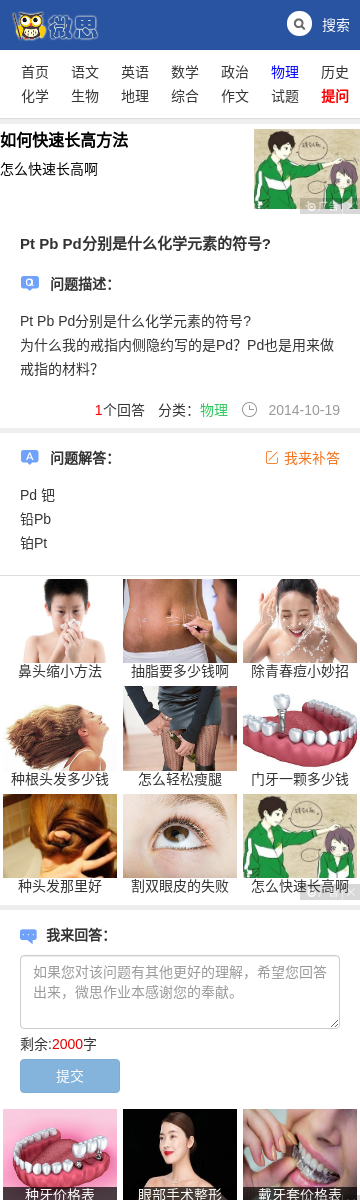 微思
搜索
首页 语文 英语 数学 政治 物理 历史
化学 生物 地理 综合 作文 试题 提问
如何快速长高方法
怎么快速长高啊
广告
Pt Pb Pd分别是什么化学元素的符号?
问题描述:
Pt Pb Pd分别是什么化学元素的符号?
为什么我的戒指内侧隐约写的是Pd？Pd也是用来做
戒指的材料？
1个回答 分类：物理 2014-10-19
问题解答:
我来补答
Pd 钯
铅Pb
铂Pt
鼻头缩小方法 抽脂要多少钱啊 除青春痘小妙招
种根头发多少钱 怎么轻松瘦腿 门牙一颗多少钱
种头发那里好 割双眼皮的失败 怎么快速长高啊
我来回答:
如果您对该问题有其他更好的理解，希望您回答
出来，微思作业本感谢您的奉献。
剩余:2000字
提交
种牙价格表 眼部手术整形 戴牙套价格表